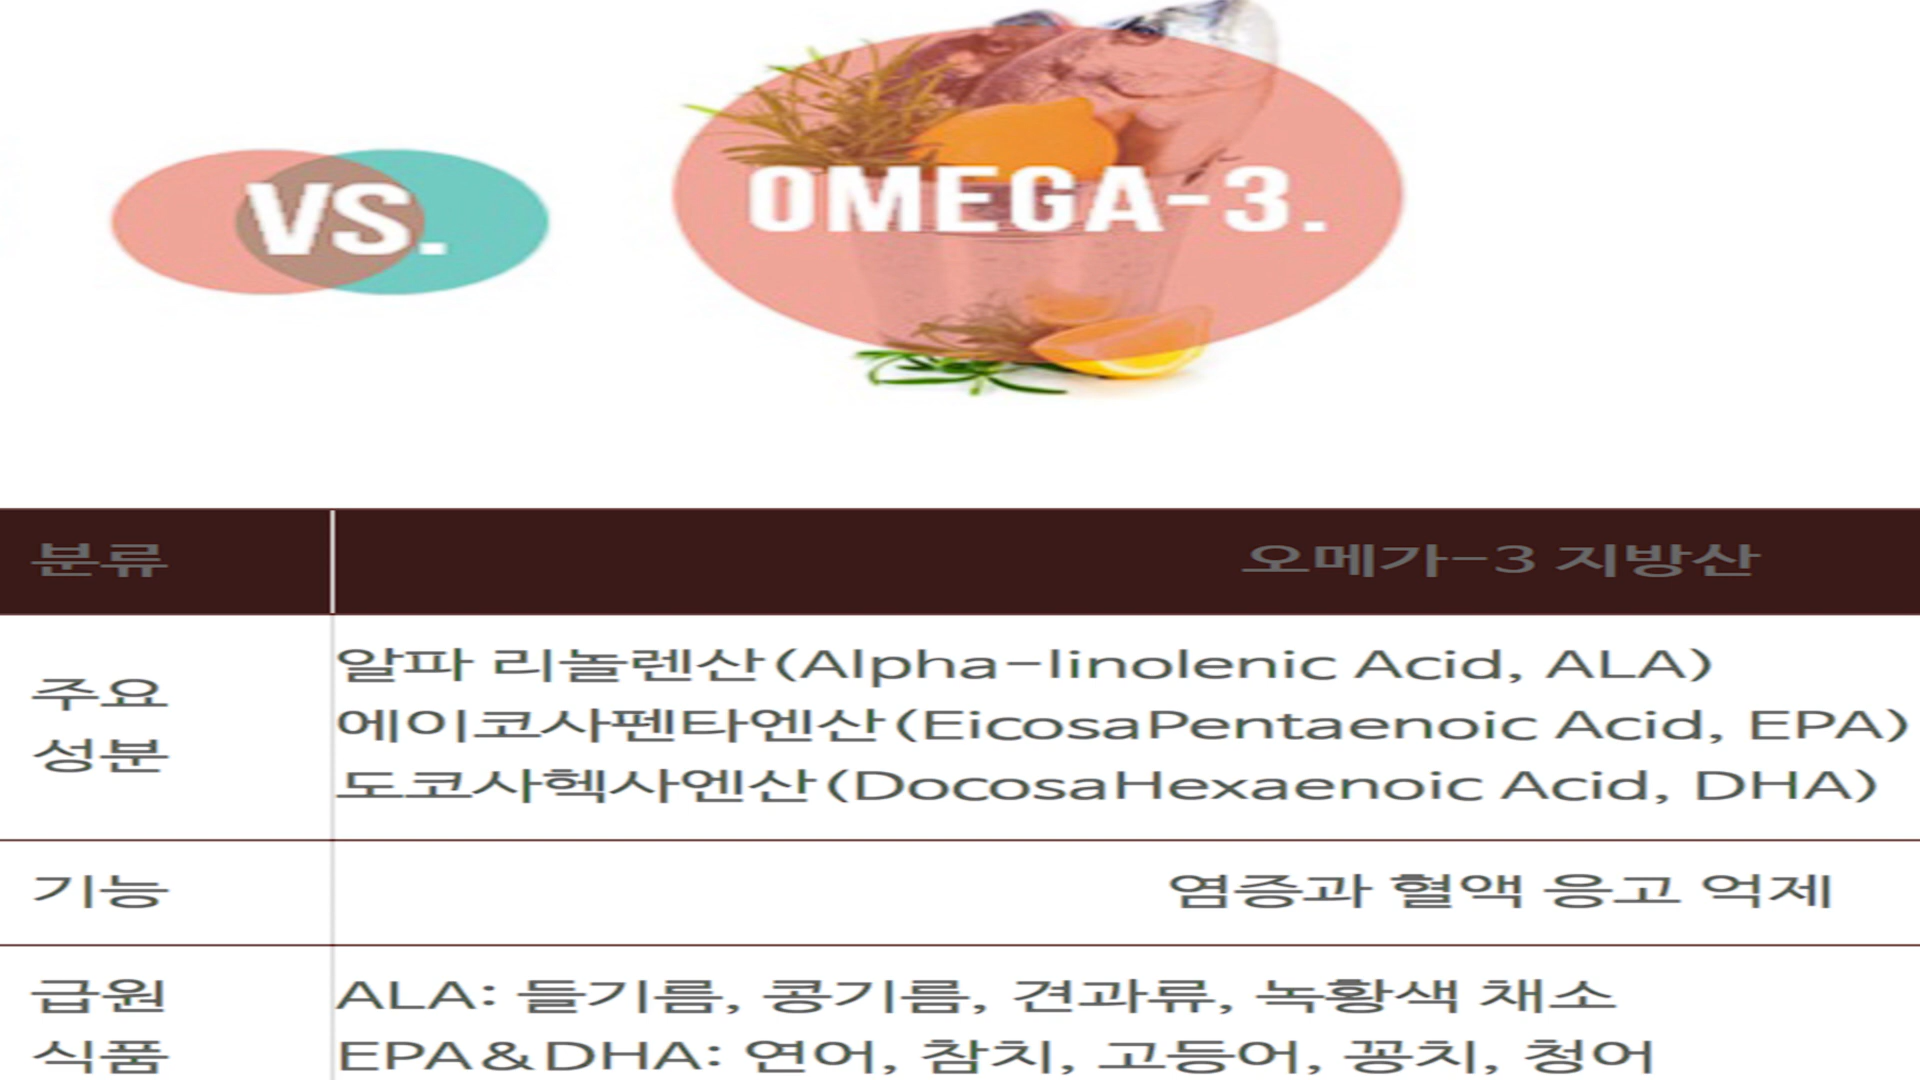 VS.
OMEGA-3.
분류
오메가-3 지방산
주요
성분
알파 리놀렌산(Alpha-linolenic Acid, ALA)
에이코사펜타엔산(EicosaPentaenoic Acid, EPA)
도코사헥사엔산(DocosaHexaenoic Acid, DHA)
기능
염증과 혈액 응고 억제
급원
식품
ALA: 들기름, 콩기름, 견과류, 녹황색 채소
EPA&DHA: 연어, 참치, 고등어, 꽁치, 청어